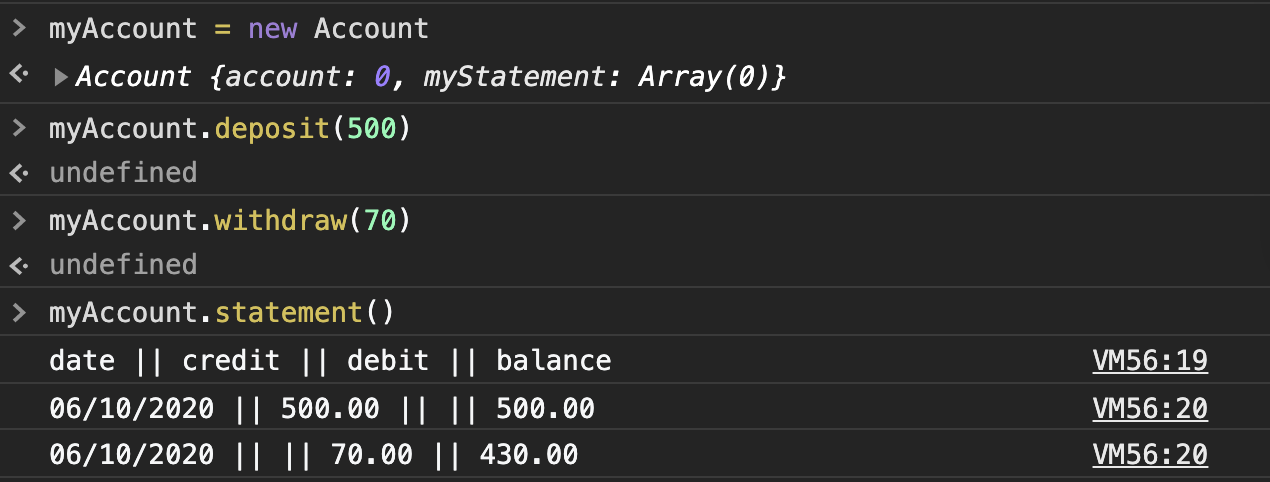 > myAccount = new Account
<· ▶Account {account: 0, myStatement: Array(0)}
> myAccount.deposit(500)
<· undefined
> myAccount.withdraw(70)
<· undefined
> myAccount.statement()
date || credit || debit || balance VM56:19
06/10/2020 || 500.00 || || 500.00 VM56:20
06/10/2020 || || 70.00 || 430.00 VM56:20